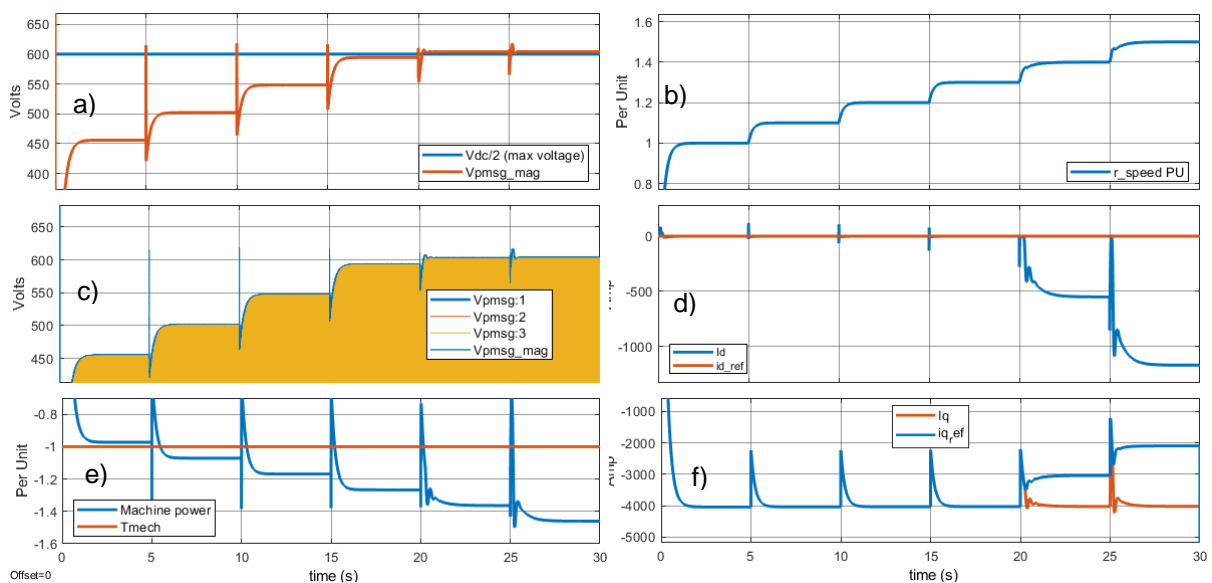 650
600
550
500
450
400
Volts
a)
Vdc/2 (max voltage)
Vpmsg_mag
1.6
1.4
1.2
1
0.8
Per Unit
b)
r_speed PU
650
600
550
500
450
Volts
c)
Vpmsg:1
Vpmsg:2
Vpmsg:3
Vpmsg_mag
0
-500
-1000
d)
Id
id_ref
-0.8
-1
-1.2
-1.4
-1.6
Per Unit
e)
Machine power
Tmech
0 5 10 15 20 25 30
time (s)
Offset=0
-1000
-2000
-3000
-4000
-5000
f)
Iq
iq_ref
0 5 10 15 20 25 30
time (s)